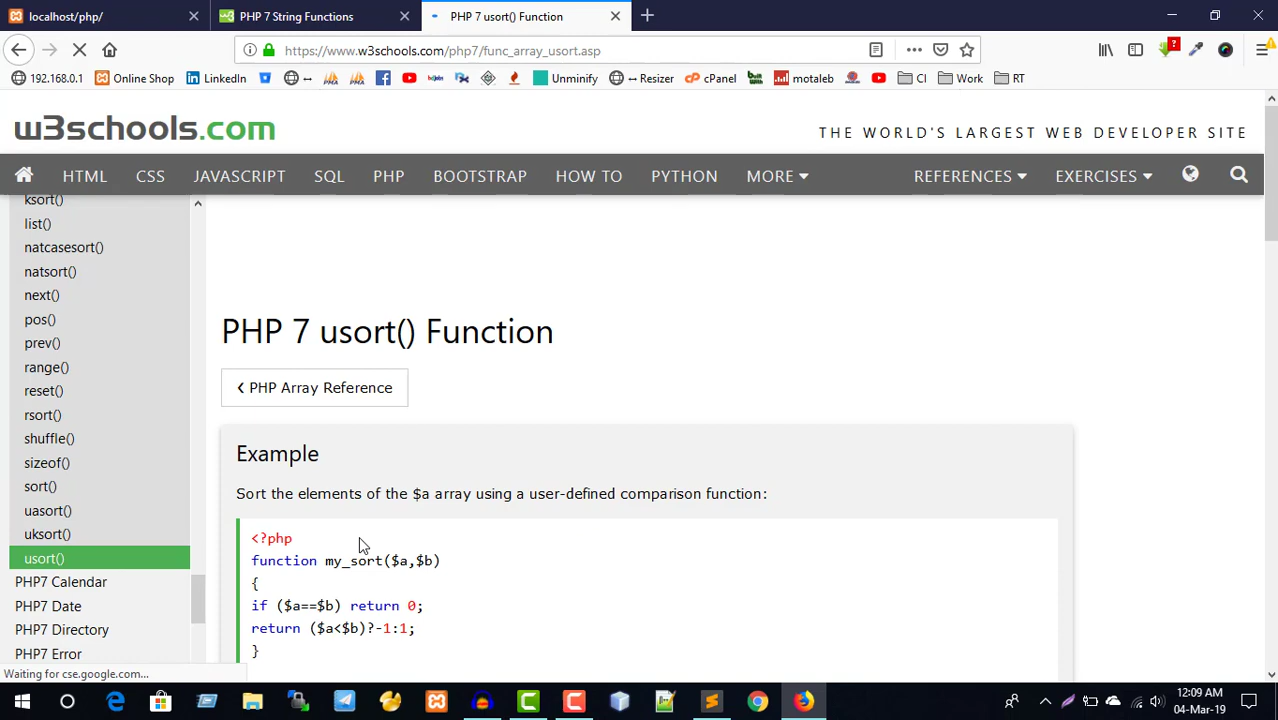 localhost/php/
PHP 7 String Functions
PHP 7 usort() Function
https://www.w3schools.com/php7/func_array_usort.asp
192.168.0.1
Online Shop
LinkedIn
Unminify
Resizer
cPanel
motaleb
CI
Work
RT
w3schools.com
THE WORLD'S LARGEST WEB DEVELOPER SITE
HTML CSS JAVASCRIPT SQL PHP BOOTSTRAP HOW TO PYTHON MORE REFERENCES EXERCISES
ksort()
list()
natcasesort()
natsort()
next()
pos()
prev()
range()
reset()
rsort()
shuffle()
sizeof()
sort()
uasort()
uksort()
usort()
PHP7 Calendar
PHP7 Date
PHP7 Directory
PHP7 Error
PHP 7 usort() Function
❮ PHP Array Reference
Example
Sort the elements of the $a array using a user-defined comparison function:
<?php
function my_sort($a,$b)
{
if ($a==$b) return 0;
return ($a<$b)?-1:1;
}
Waiting for cse.google.com...
12:09 AM
04-Mar-19